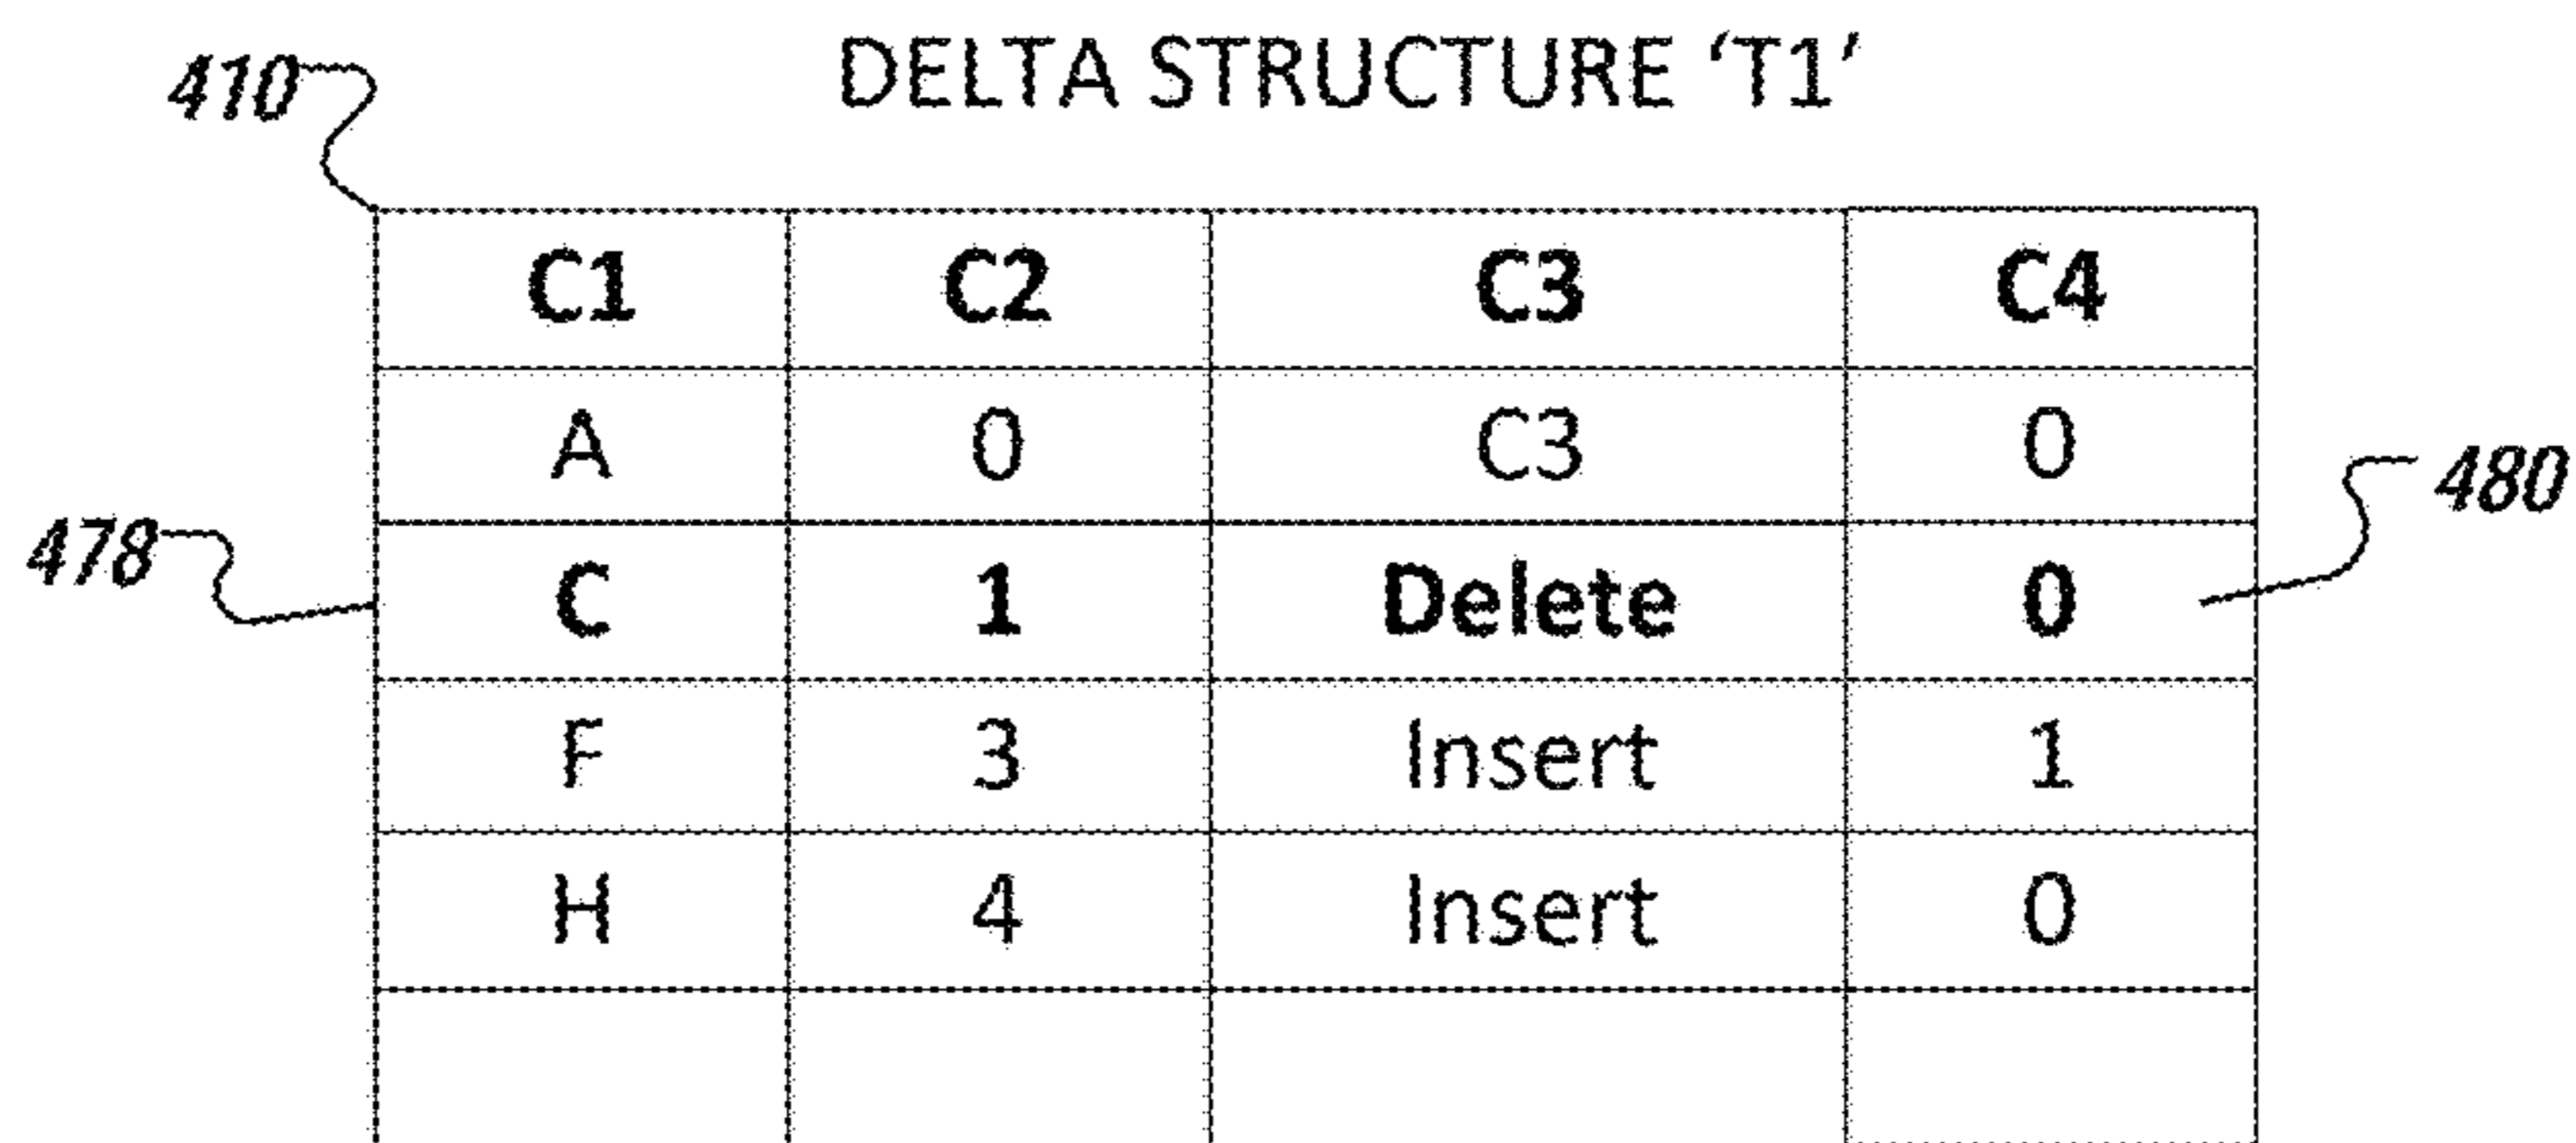 DELTA STRUCTURE ‘T1’
410
C1 C2 C3 C4
A 0 C3 0
480
478
C 1 Delete 0
F 3 Insert 1
H 4 Insert 0